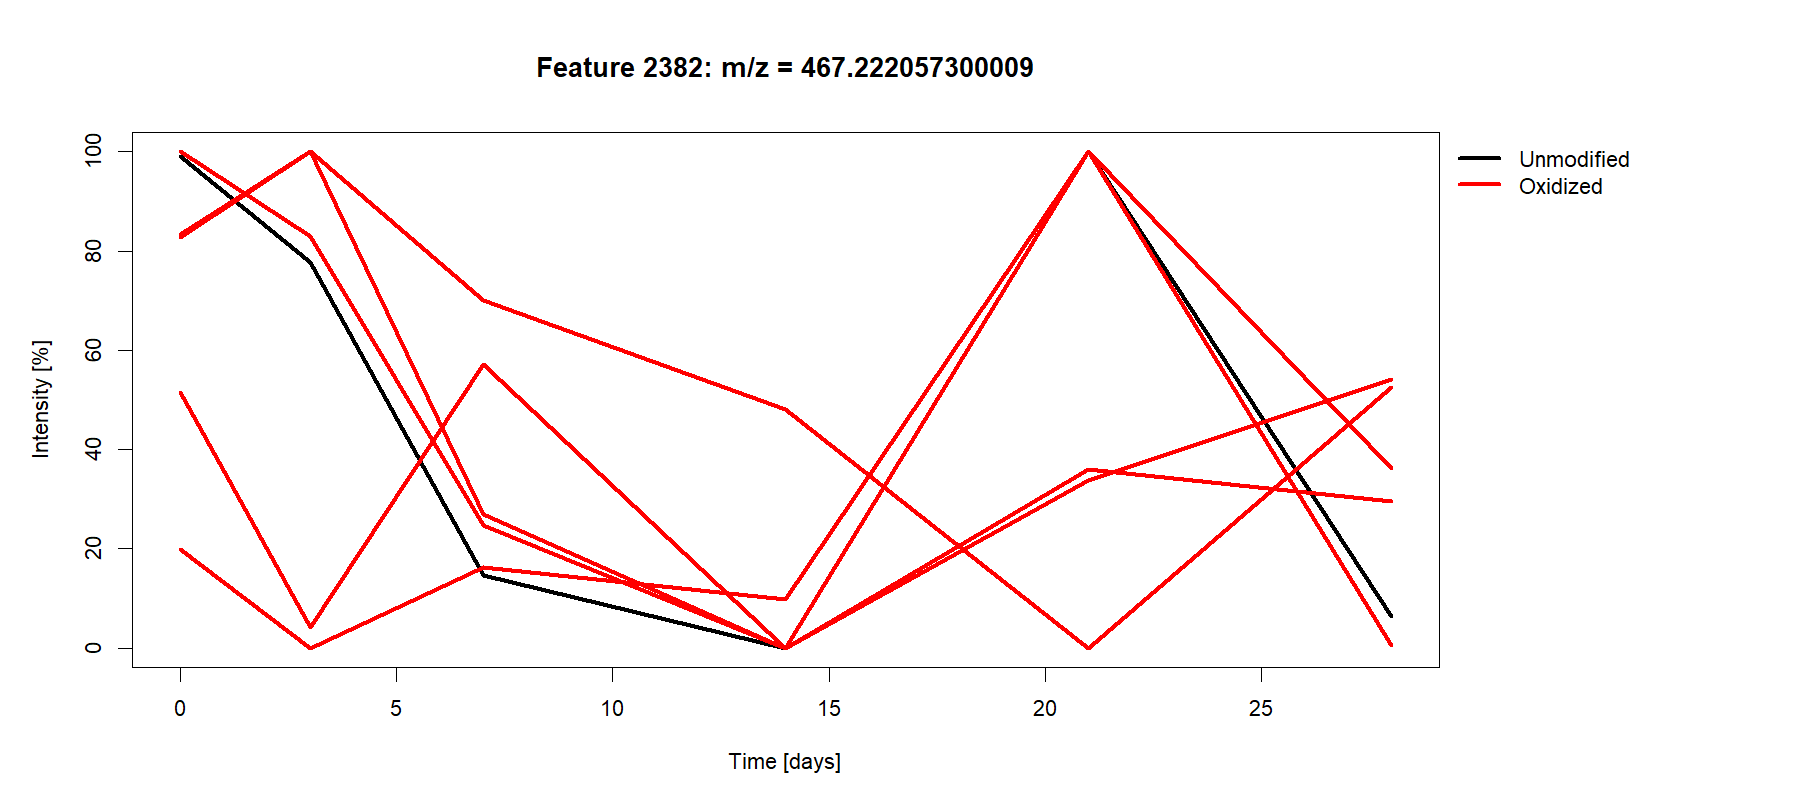 Feature 2382: m/z = 467.222057300009
Unmodified
Oxidized
Intensity [%]
100
80
60
40
20
0
0 5 10 15 20 25
Time [days]